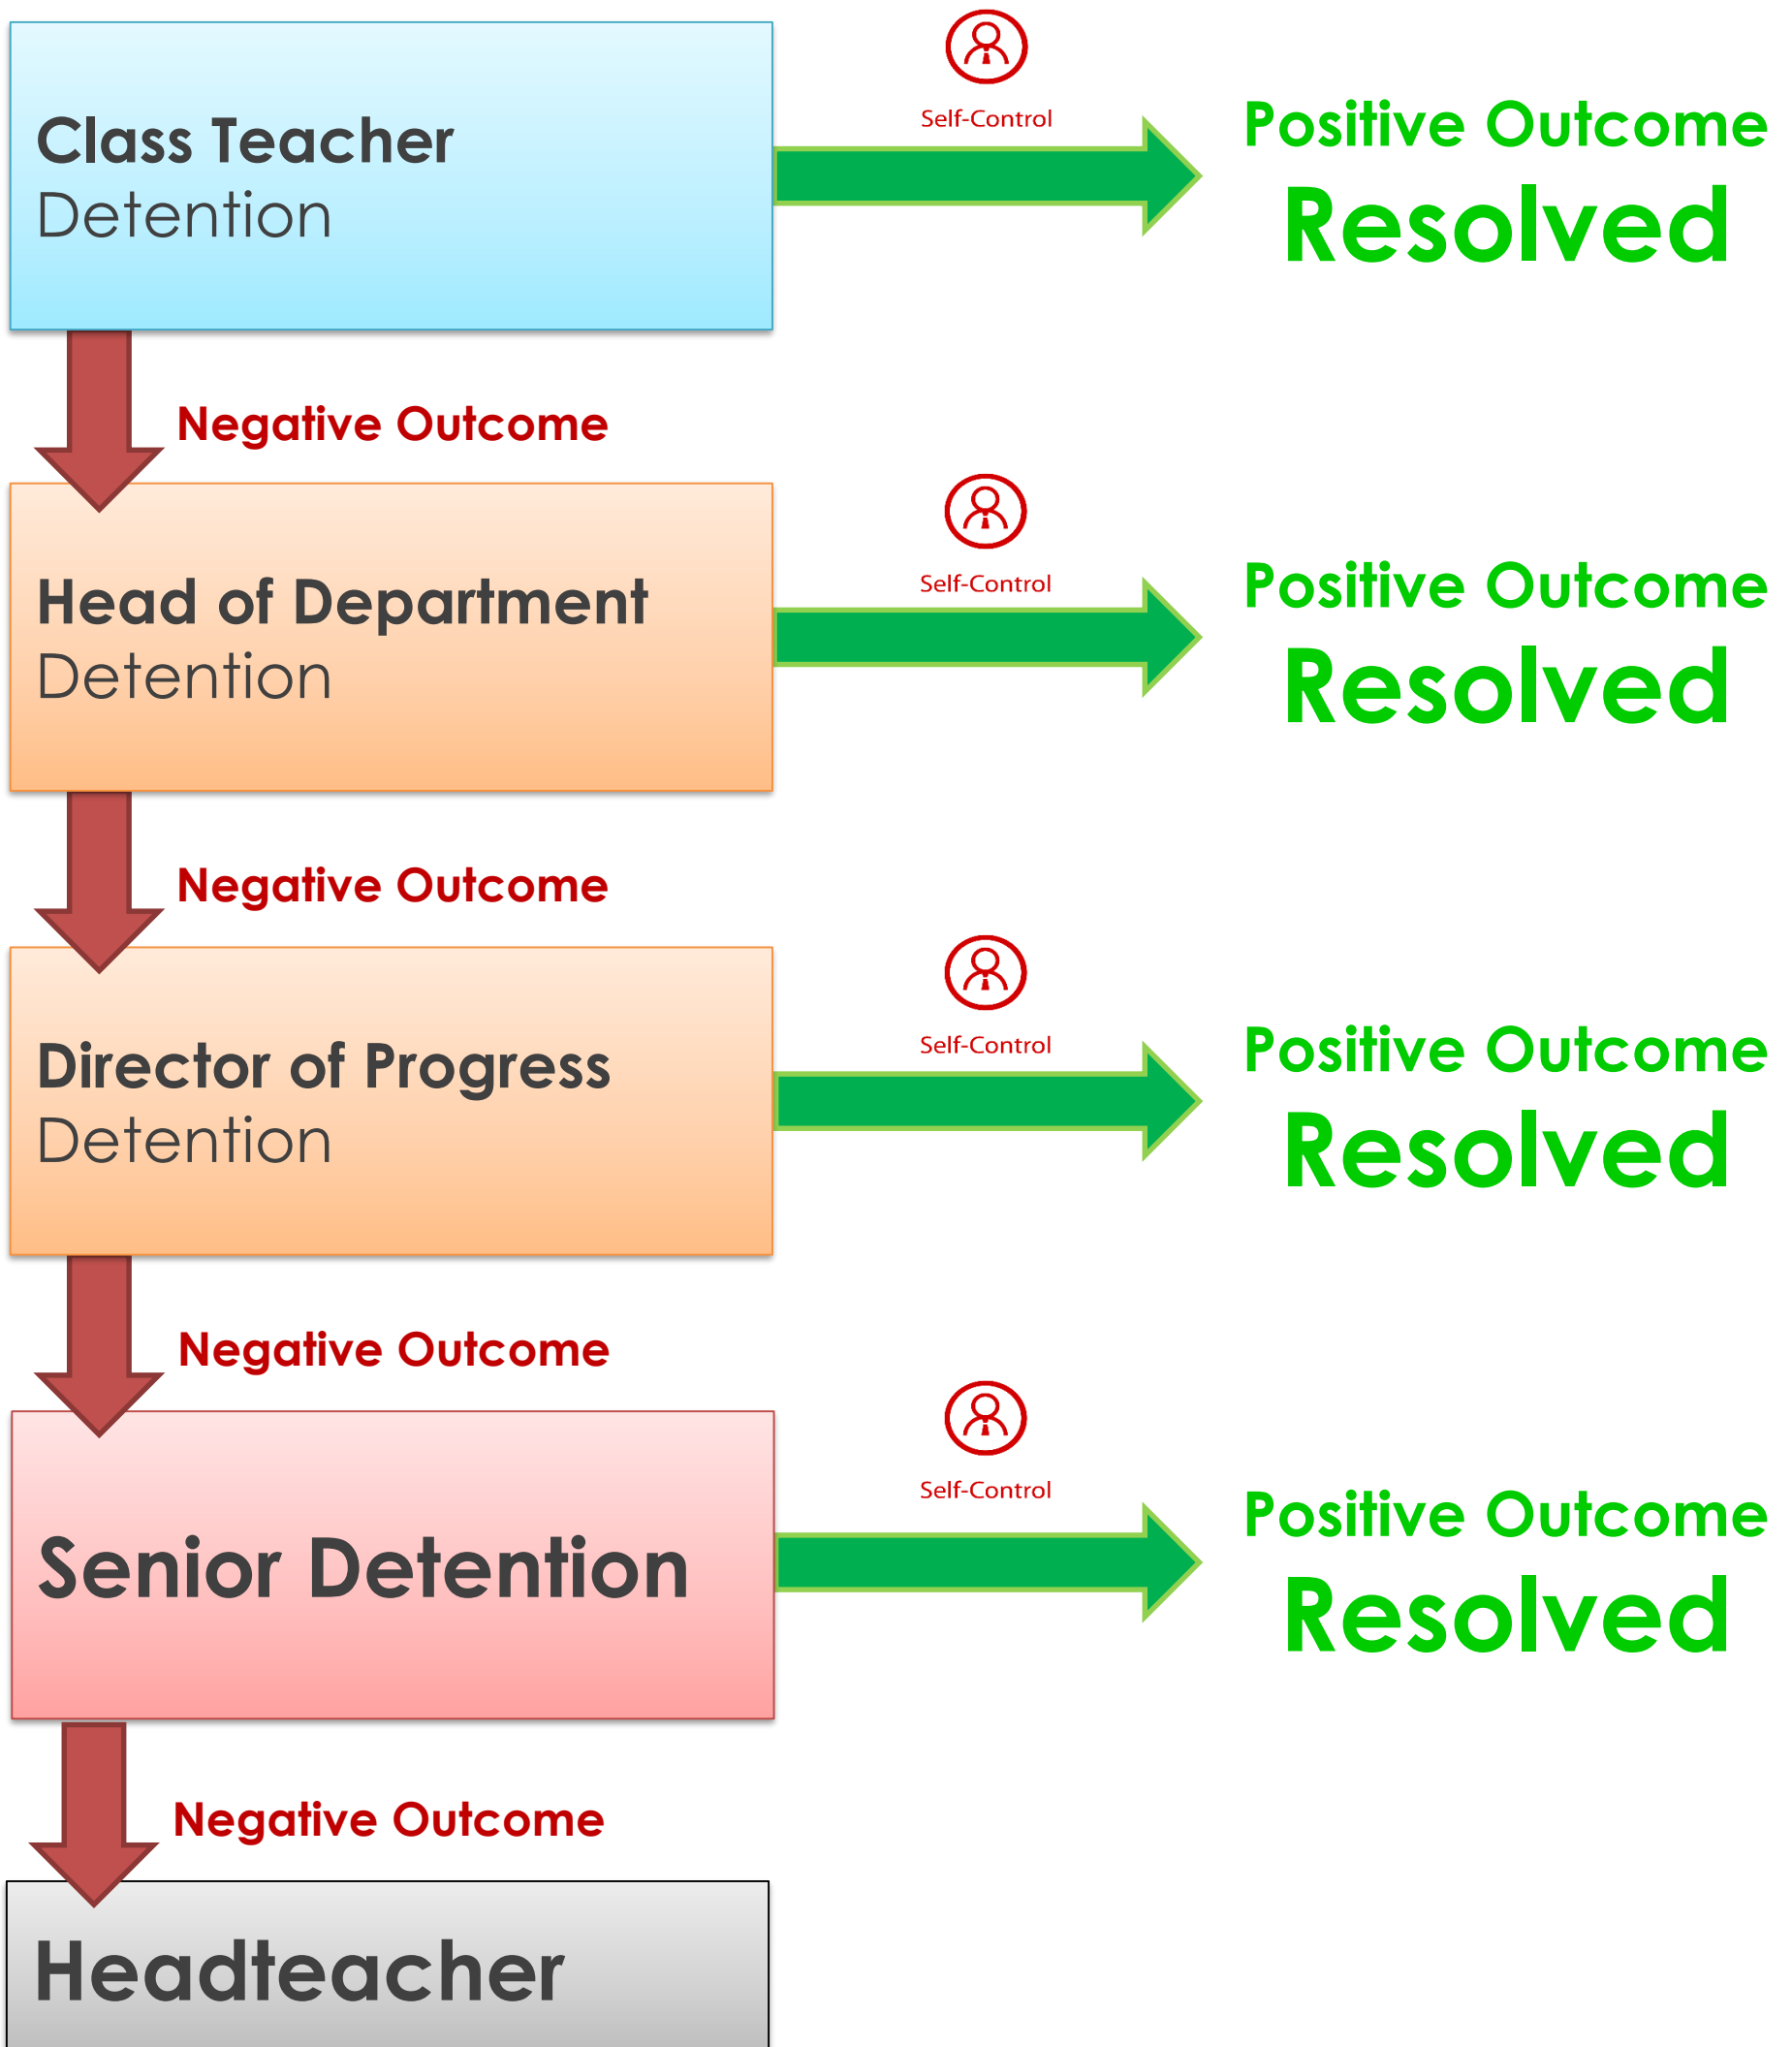 Self-Control
Class Teacher
Detention
Positive Outcome
Resolved
Negative Outcome
Self-Control
Head of Department
Detention
Positive Outcome
Resolved
Negative Outcome
Self-Control
Director of Progress
Detention
Positive Outcome
Resolved
Negative Outcome
Self-Control
Senior Detention
Positive Outcome
Resolved
Negative Outcome
Headteacher